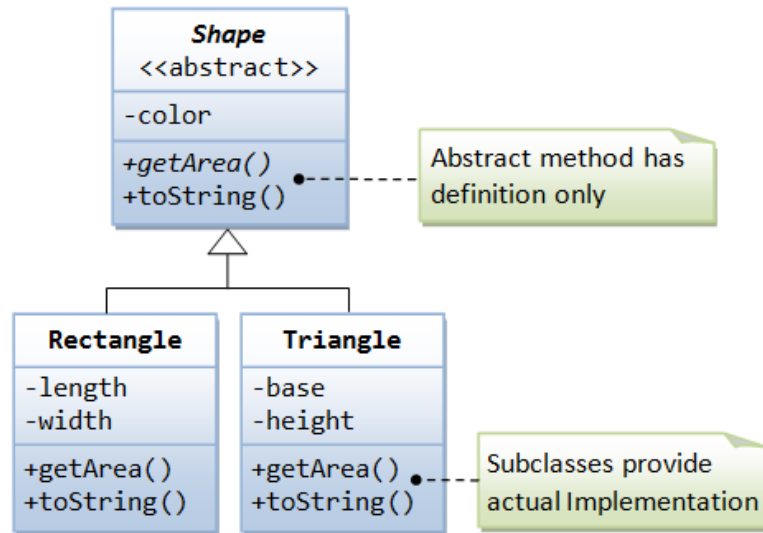 Shape
<<abstract>>
-color
+getArea()
+toString()
Abstract method has
definition only
Rectangle
-length
-width
+getArea()
+toString()
Triangle
-base
-height
+getArea()
+toString()
Subclasses provide
actual Implementation